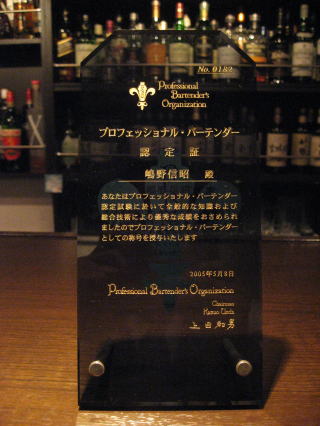 No. 0182
Professional
Bartender's
Organization
プロフェッショナル・バーテンダー
認定証
嶋野信昭 殿
あなたはプロフェッショナル・バーテンダー
認定試験に於いて全般的な知識および
総合技術により優秀な成績をおさめられ
ましたのでプロフェッショナル・バーテンダー
としての称号を授与いたします
2005年5月8日
Professional Bartender's Organization
Chairman
Kazuo Ueda
上田和男